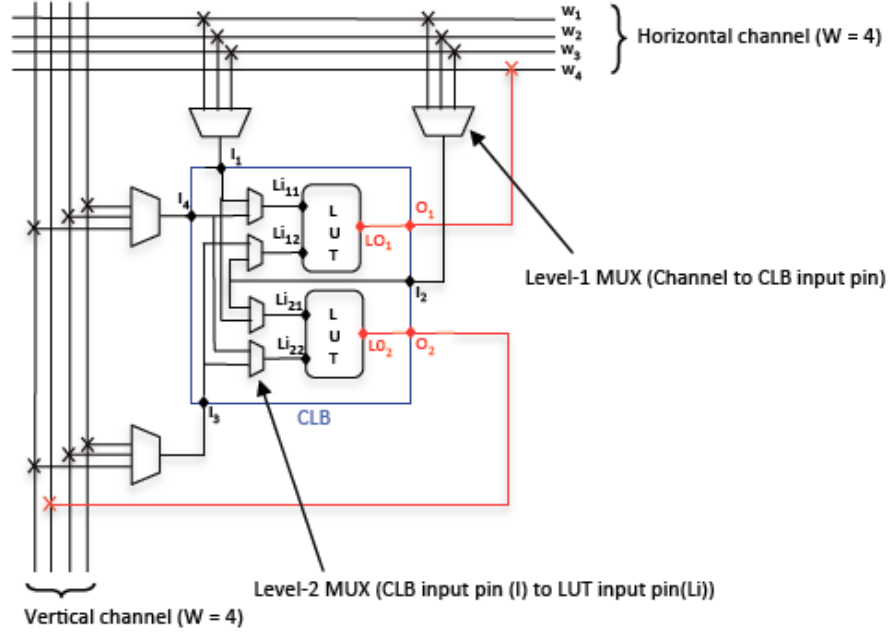 W1
W2
W3
W4
Horizontal channel (W = 4)
I1
I4
Li11
L
U
T
O1
LO1
Li12
Level-1 MUX (Channel to CLB input pin)
I2
Li21
L
U
T
LO2
O2
Li22
I3
CLB
Level-2 MUX (CLB input pin (I) to LUT input pin(Li))
Vertical channel (W = 4)